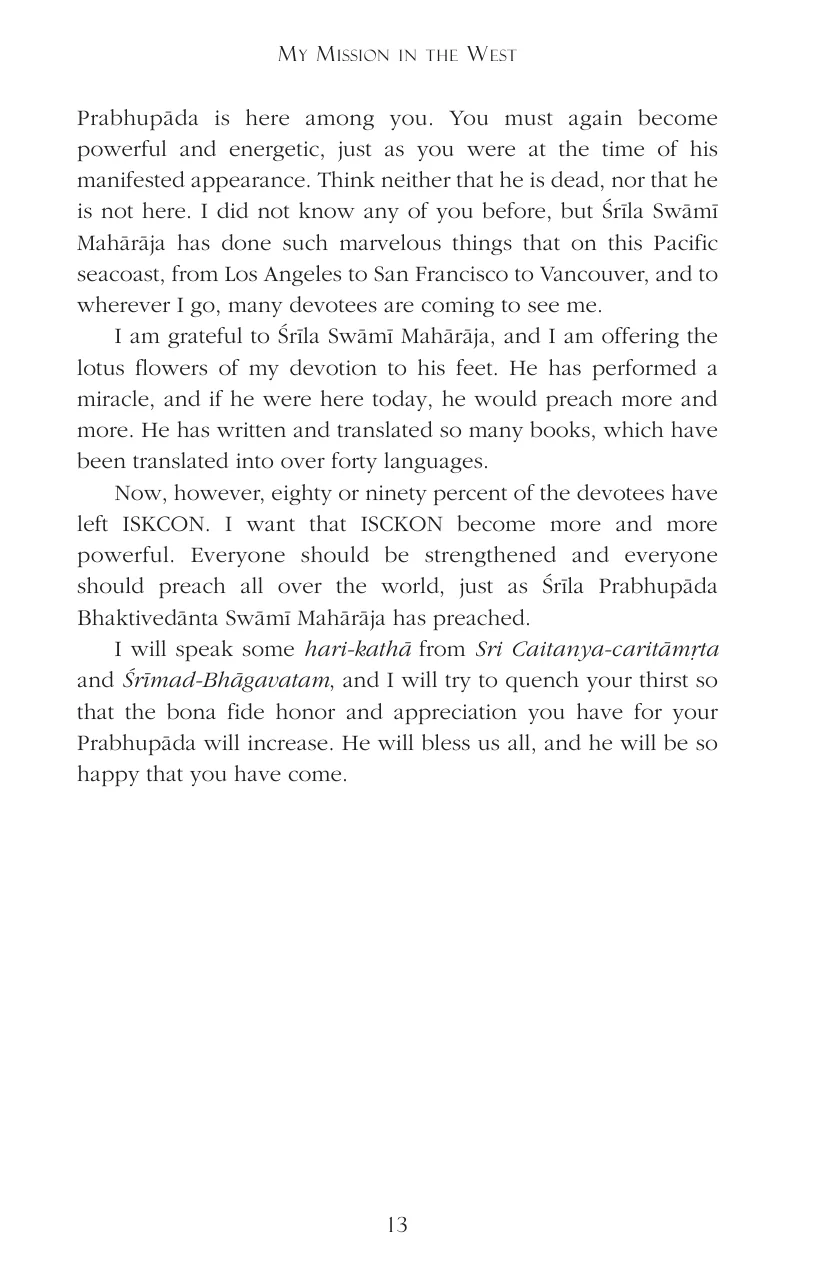 My Mission in the West
Prabhupāda is here among you. You must again become
powerful and energetic, just as you were at the time of his
manifested appearance. Think neither that he is dead, nor that he
is not here. I did not know any of you before, but Śrīla Swāmī
Mahārāja has done such marvelous things that on this Pacific
seacoast, from Los Angeles to San Francisco to Vancouver, and to
wherever I go, many devotees are coming to see me.
I am grateful to Śrīla Swāmī Mahārāja, and I am offering the
lotus flowers of my devotion to his feet. He has performed a
miracle, and if he were here today, he would preach more and
more. He has written and translated so many books, which have
been translated into over forty languages.
Now, however, eighty or ninety percent of the devotees have
left ISKCON. I want that ISCKON become more and more
powerful. Everyone should be strengthened and everyone
should preach all over the world, just as Śrīla Prabhupāda
Bhaktivedānta Swāmī Mahārāja has preached.
I will speak some hari-kathā from Sri Caitanya-caritāmṛta
and Śrīmad-Bhāgavatam, and I will try to quench your thirst so
that the bona fide honor and appreciation you have for your
Prabhupāda will increase. He will bless us all, and he will be so
happy that you have come.
13